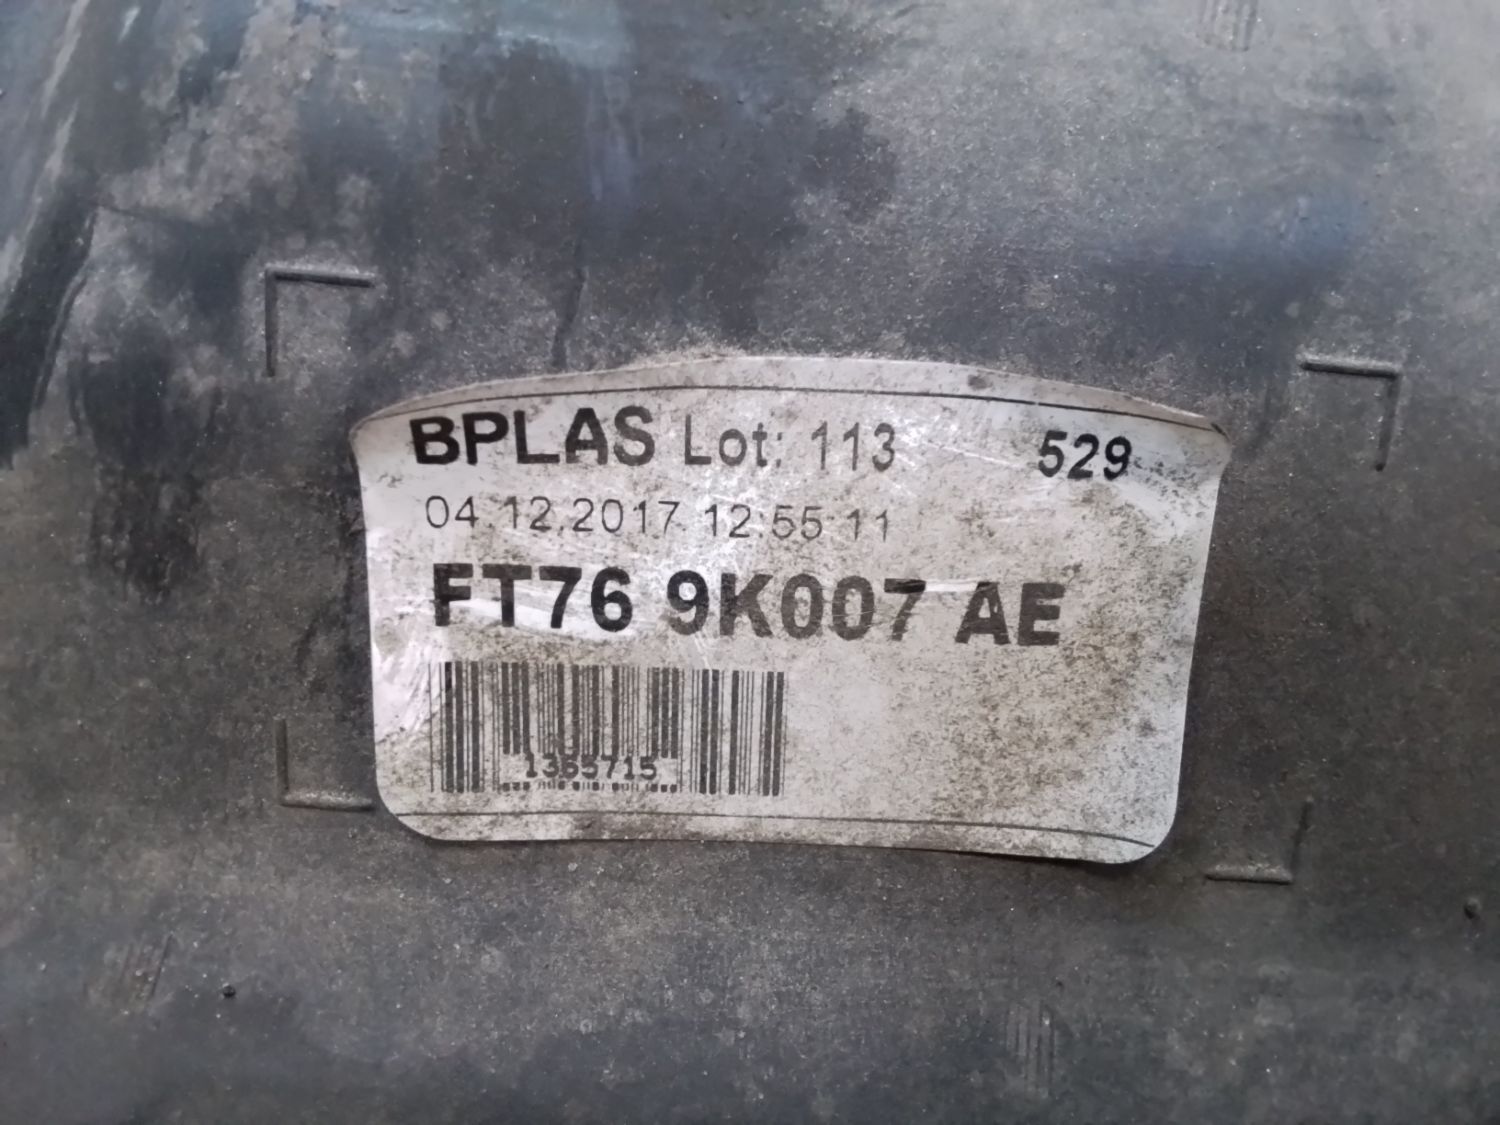 BPLAS Lot: 113 529
04.12.2017 12:55:11
FT76 9K007 AE
1365715